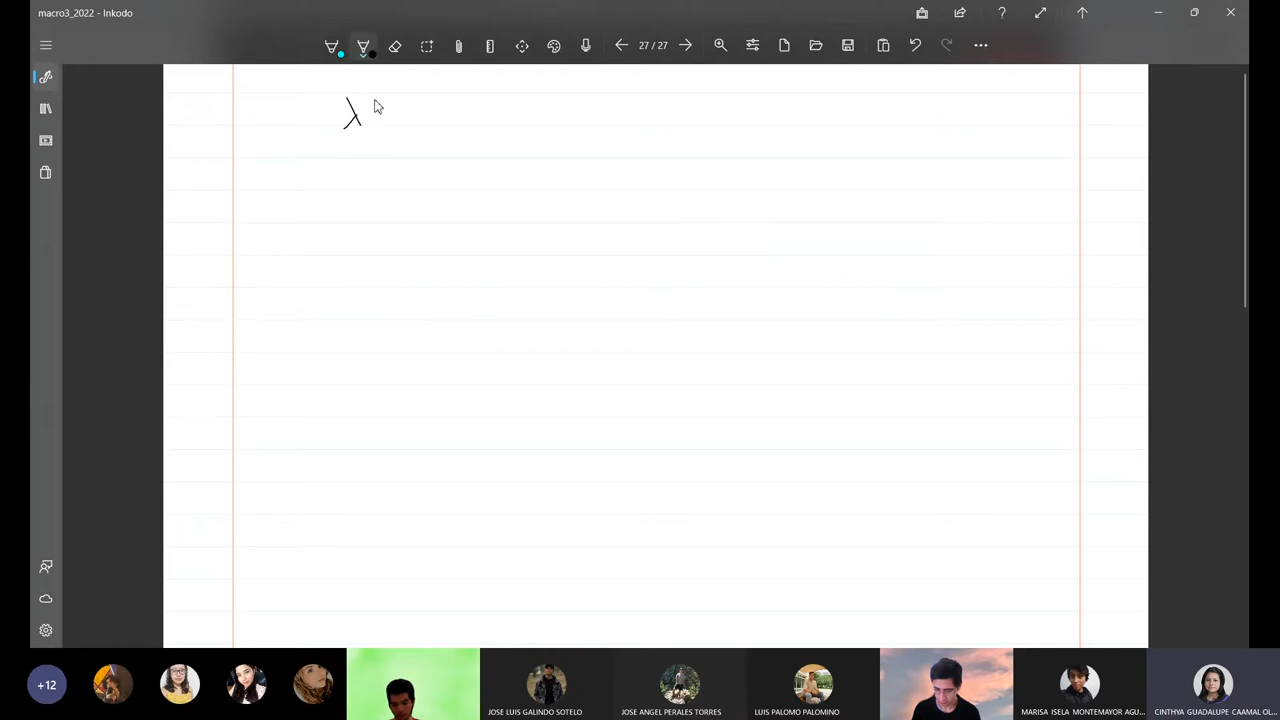 macro3_2022 - Inkodo
27 / 27
λ
+12
JOSE LUIS GALINDO SOTELO
JOSE ANGEL PERALES TORRES
LUIS PALOMO PALOMINO
MARISA ISELA MONTEMAYOR AGU...
CINTHYA GUADALUPE CAAMAL OL...